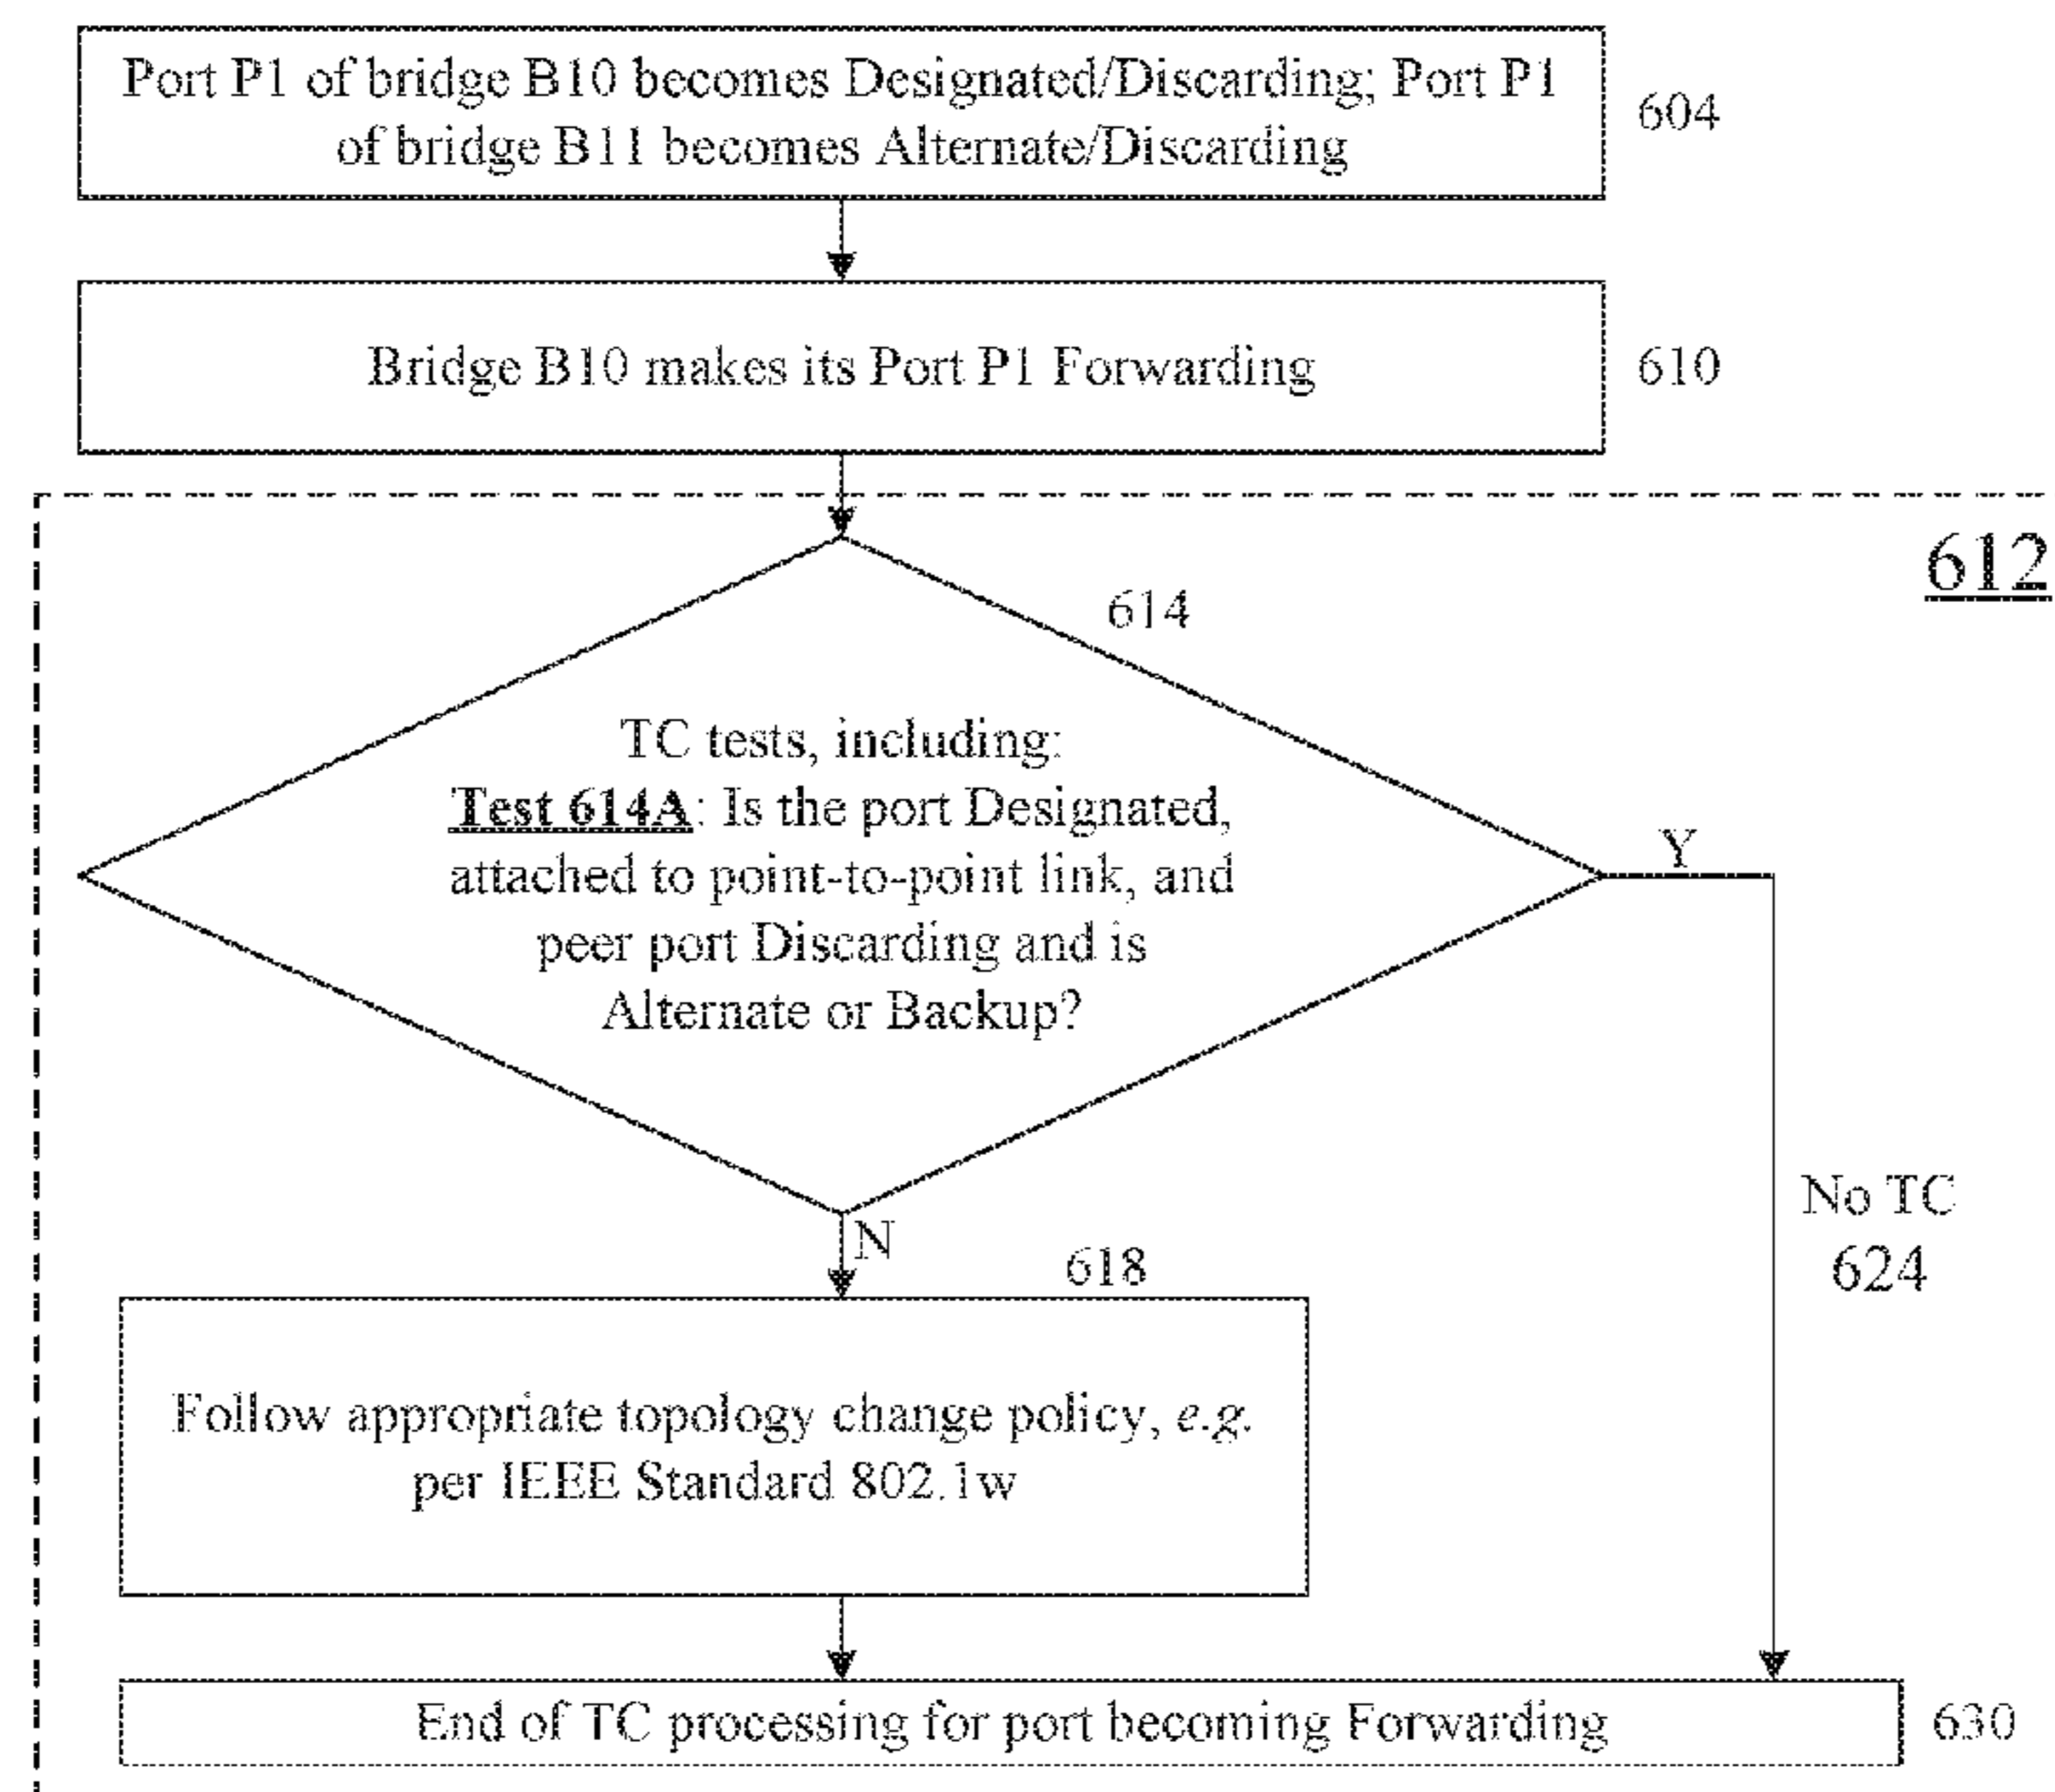 Port P1 of bridge B10 becomes Designated/Discarding; Port P1
of bridge B11 becomes Alternate/Discarding
604
Bridge B10 makes its Port P1 Forwarding
610
612
614
TC tests, including:
Test 614A: Is the port Designated,
attached to point-to-point link, and
peer port Discarding and is
Alternate or Backup?
Y
No TC
624
N
618
Follow appropriate topology change policy, e.g.
per IEEE Standard 802.1w
End of TC processing for port becoming Forwarding
630